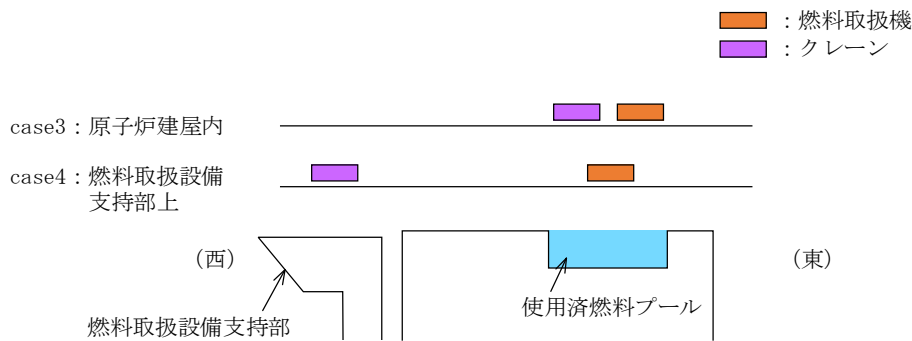 ：燃料取扱機
：クレーン
case3：原子炉建屋内
case4：燃料取扱設備
支持部上
（西）
（東）
使用済燃料プール
燃料取扱設備支持部